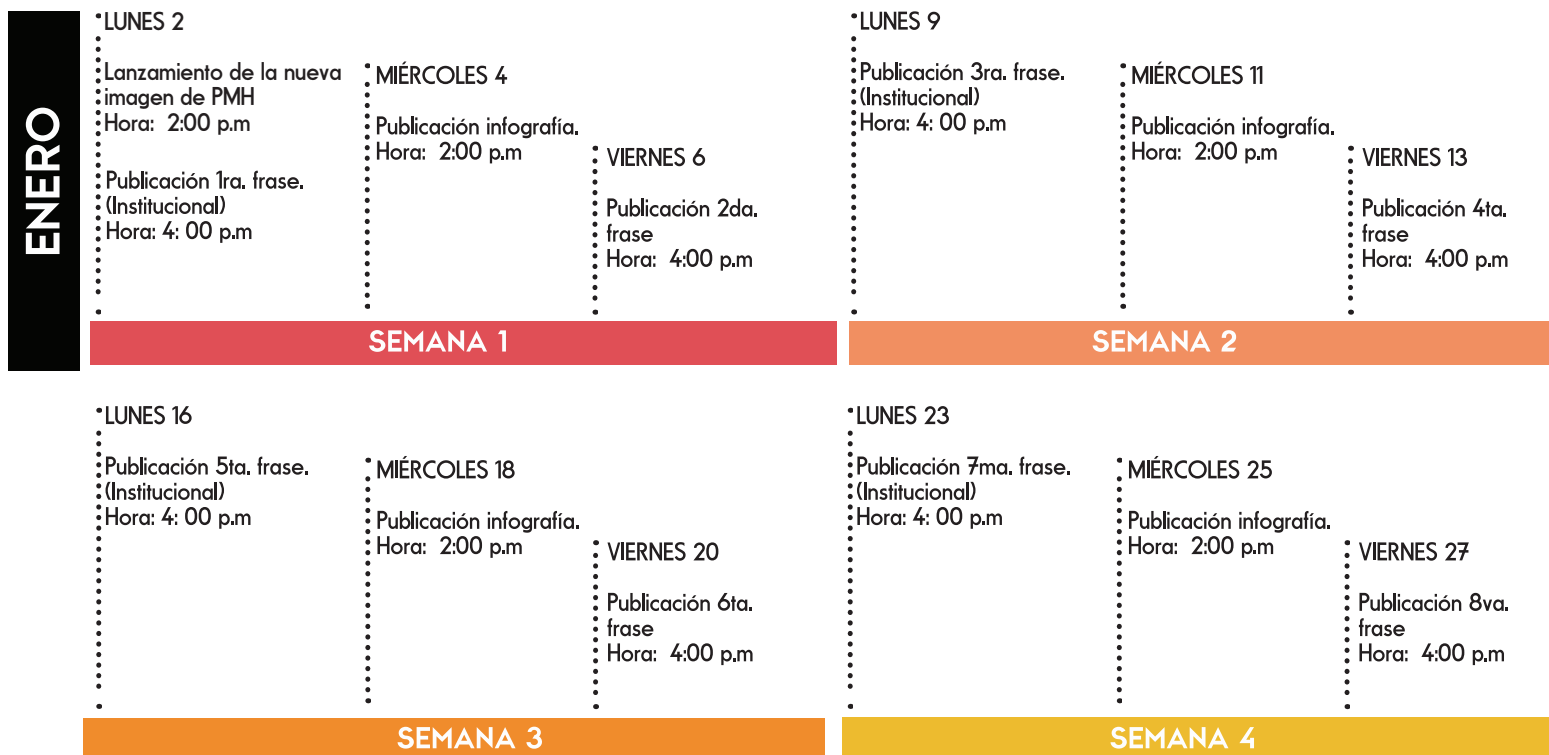 ENERO
LUNES 2
Lanzamiento de la nueva
imagen de PMH
Hora: 2:00 p.m
Publicación 1ra. frase.
(Institucional)
Hora: 4: 00 p.m
MIÉRCOLES 4
Publicación infografía.
Hora: 2:00 p.m
VIERNES 6
Publicación 2da.
frase
Hora: 4:00 p.m
SEMANA 1
LUNES 9
Publicación 3ra. frase.
(Institucional)
Hora: 4: 00 p.m
MIÉRCOLES 11
Publicación infografía.
Hora: 2:00 p.m
VIERNES 13
Publicación 4ta.
frase
Hora: 4:00 p.m
SEMANA 2
LUNES 16
Publicación 5ta. frase.
(Institucional)
Hora: 4: 00 p.m
MIÉRCOLES 18
Publicación infografía.
Hora: 2:00 p.m
VIERNES 20
Publicación 6ta.
frase
Hora: 4:00 p.m
SEMANA 3
LUNES 23
Publicación 7ma. frase.
(Institucional)
Hora: 4: 00 p.m
MIÉRCOLES 25
Publicación infografía.
Hora: 2:00 p.m
VIERNES 27
Publicación 8va.
frase
Hora: 4:00 p.m
SEMANA 4